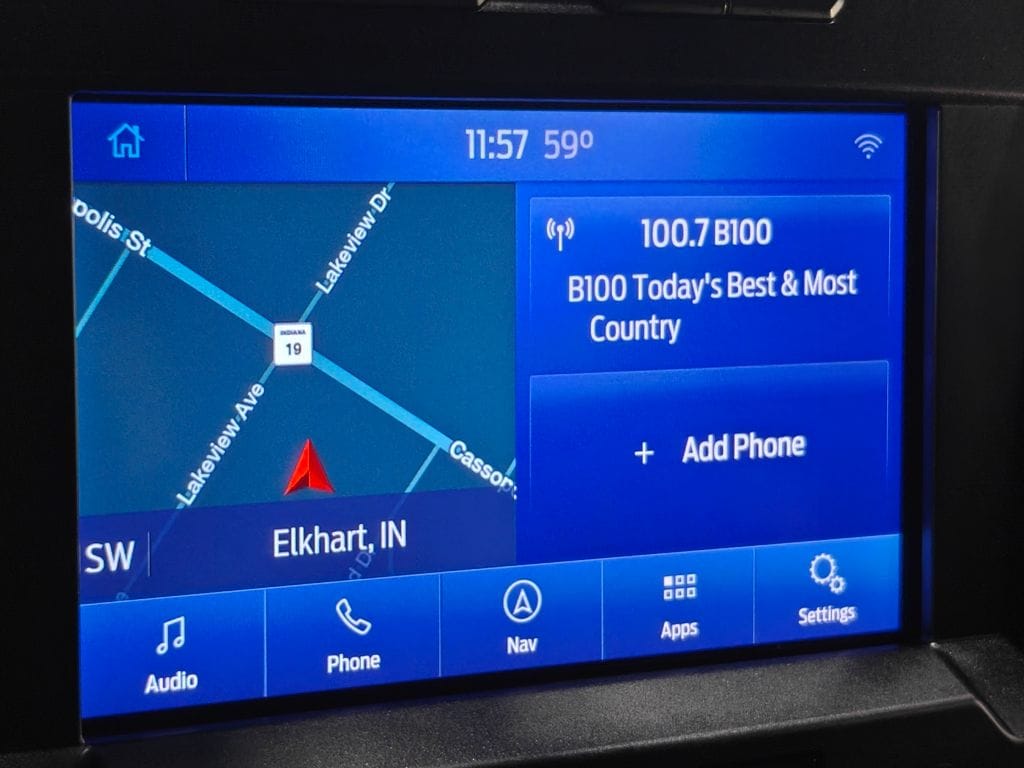 11:57 59°
polis St
Lakeview Dr
INDIANA
19
Lakeview Ave
Cassop
SW
Elkhart, IN
100.7 B100
B100 Today's Best & Most
Country
+ Add Phone
Audio
Phone
Nav
Apps
Settings